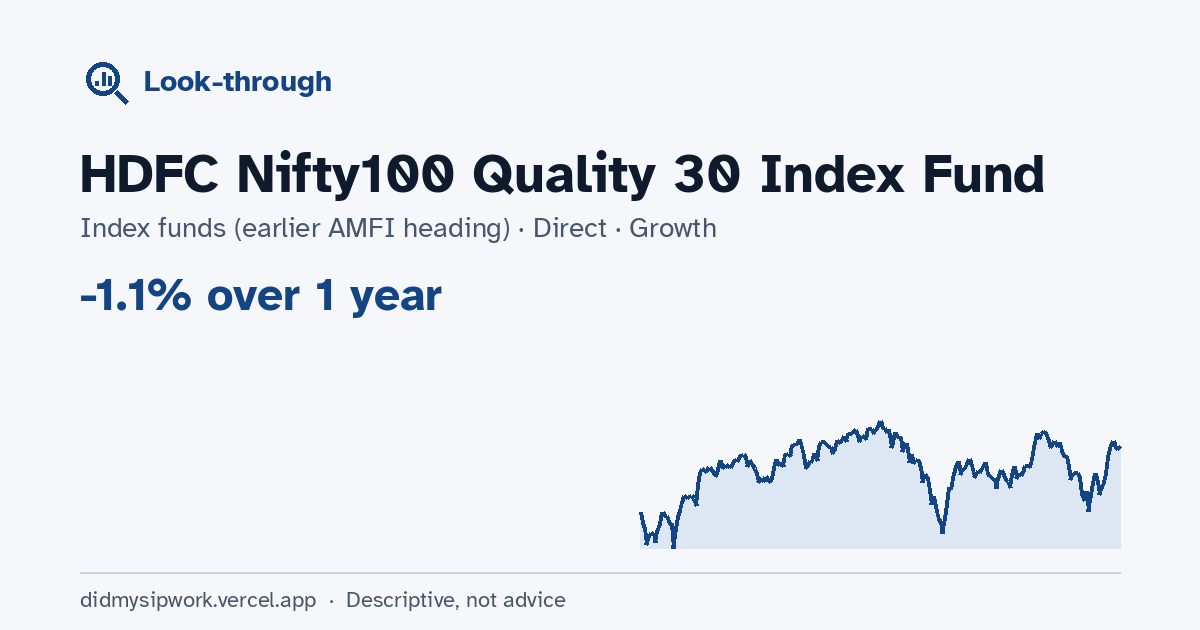 Look-through
HDFC Nifty100 Quality 30 Index Fund
Index funds (earlier AMFI heading) · Direct · Growth
-1.1% over 1 year
didmysipwork.vercel.app · Descriptive, not advice